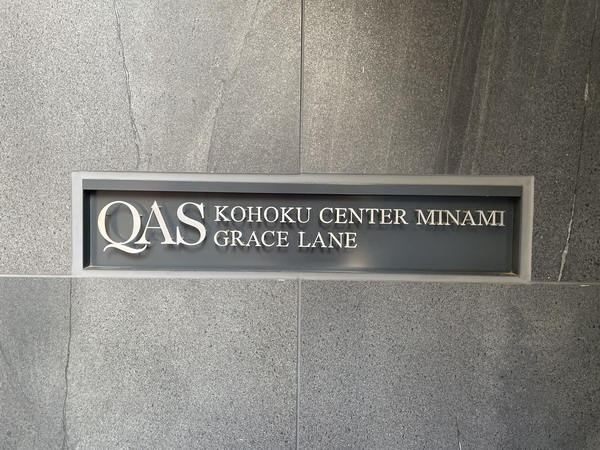 QAS KOHOKU CENTER MINAMI
GRACE LANE